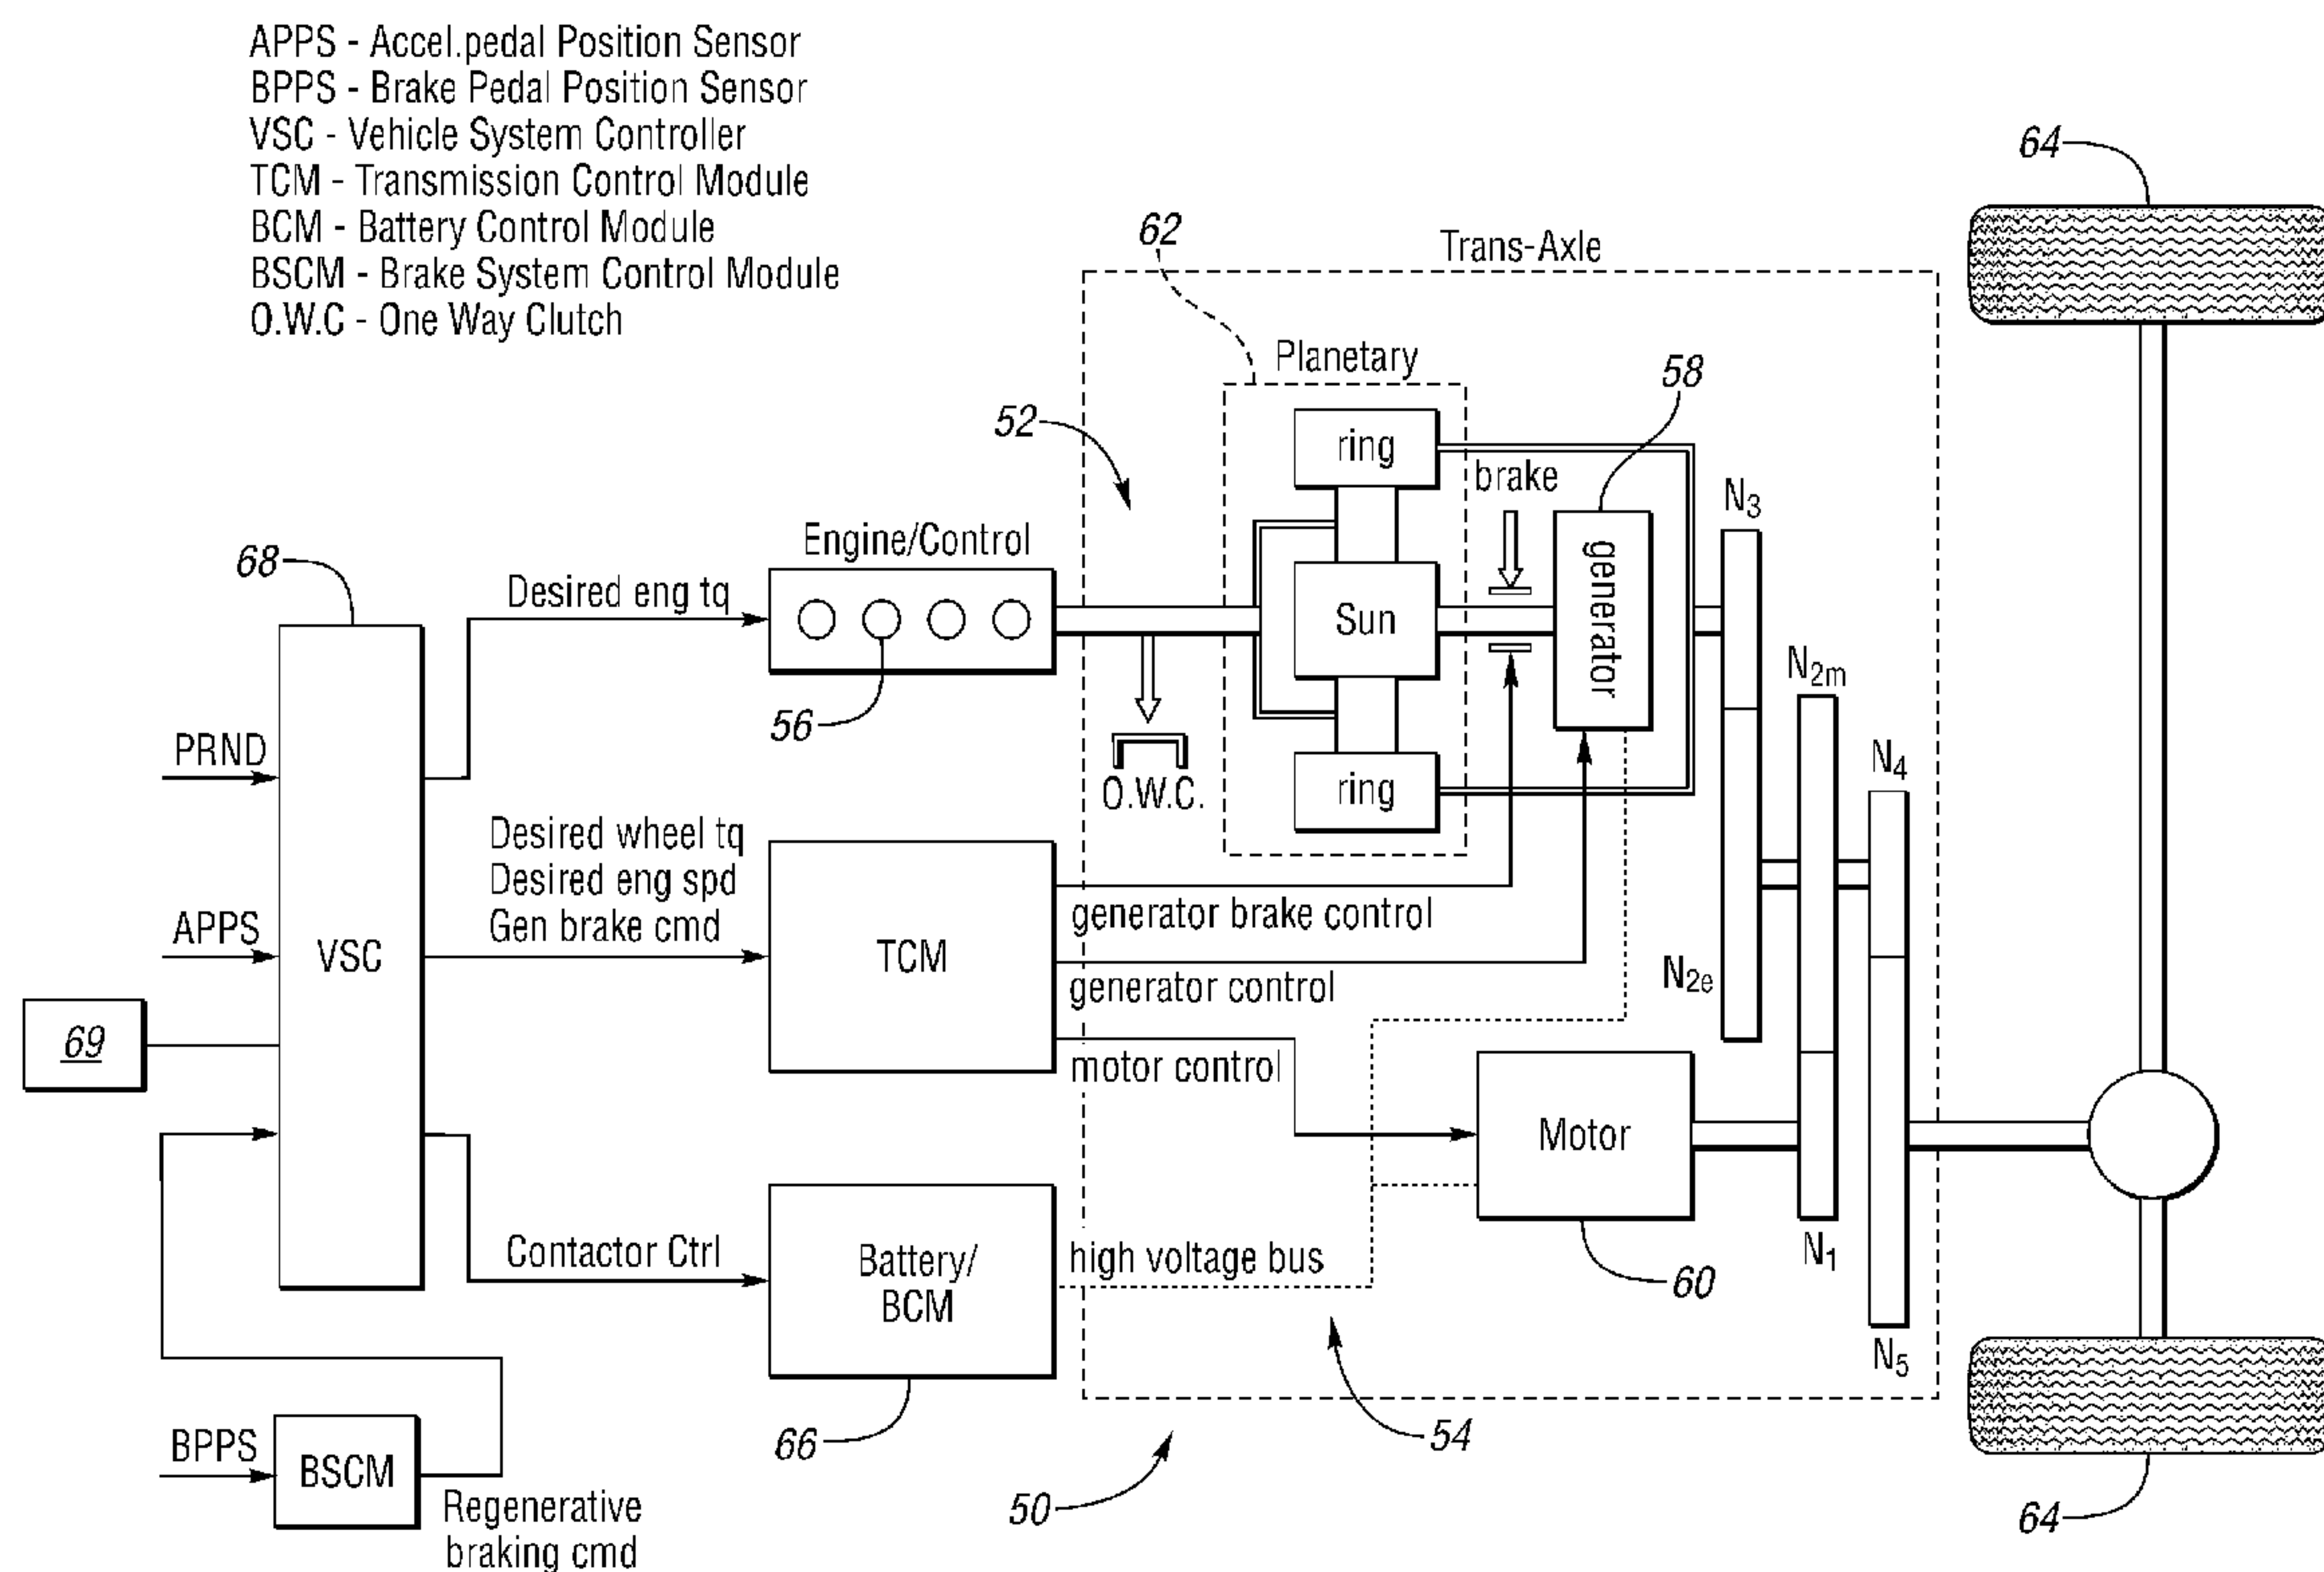 APPS - Accel.pedal Position Sensor
BPPS - Brake Pedal Position Sensor
VSC - Vehicle System Controller
TCM - Transmission Control Module
BCM - Battery Control Module
BSCM - Brake System Control Module
O.W.C - One Way Clutch
64
62
Trans-Axle
Planetary
58
52
ring
brake
N3
Engine/Control
68
Desired eng tq
generator
Sun
N2m
56
PRND
N4
ring
O.W.C.
Desired wheel tq
Desired eng spd
Gen brake cmd
APPS
VSC
TCM
generator brake control
N2e
generator control
69
motor control
Motor
Contactor Ctrl
Battery/
BCM
high voltage bus
N1
60
N5
BPPS
BSCM
66
54
Regenerative
braking cmd
50
64